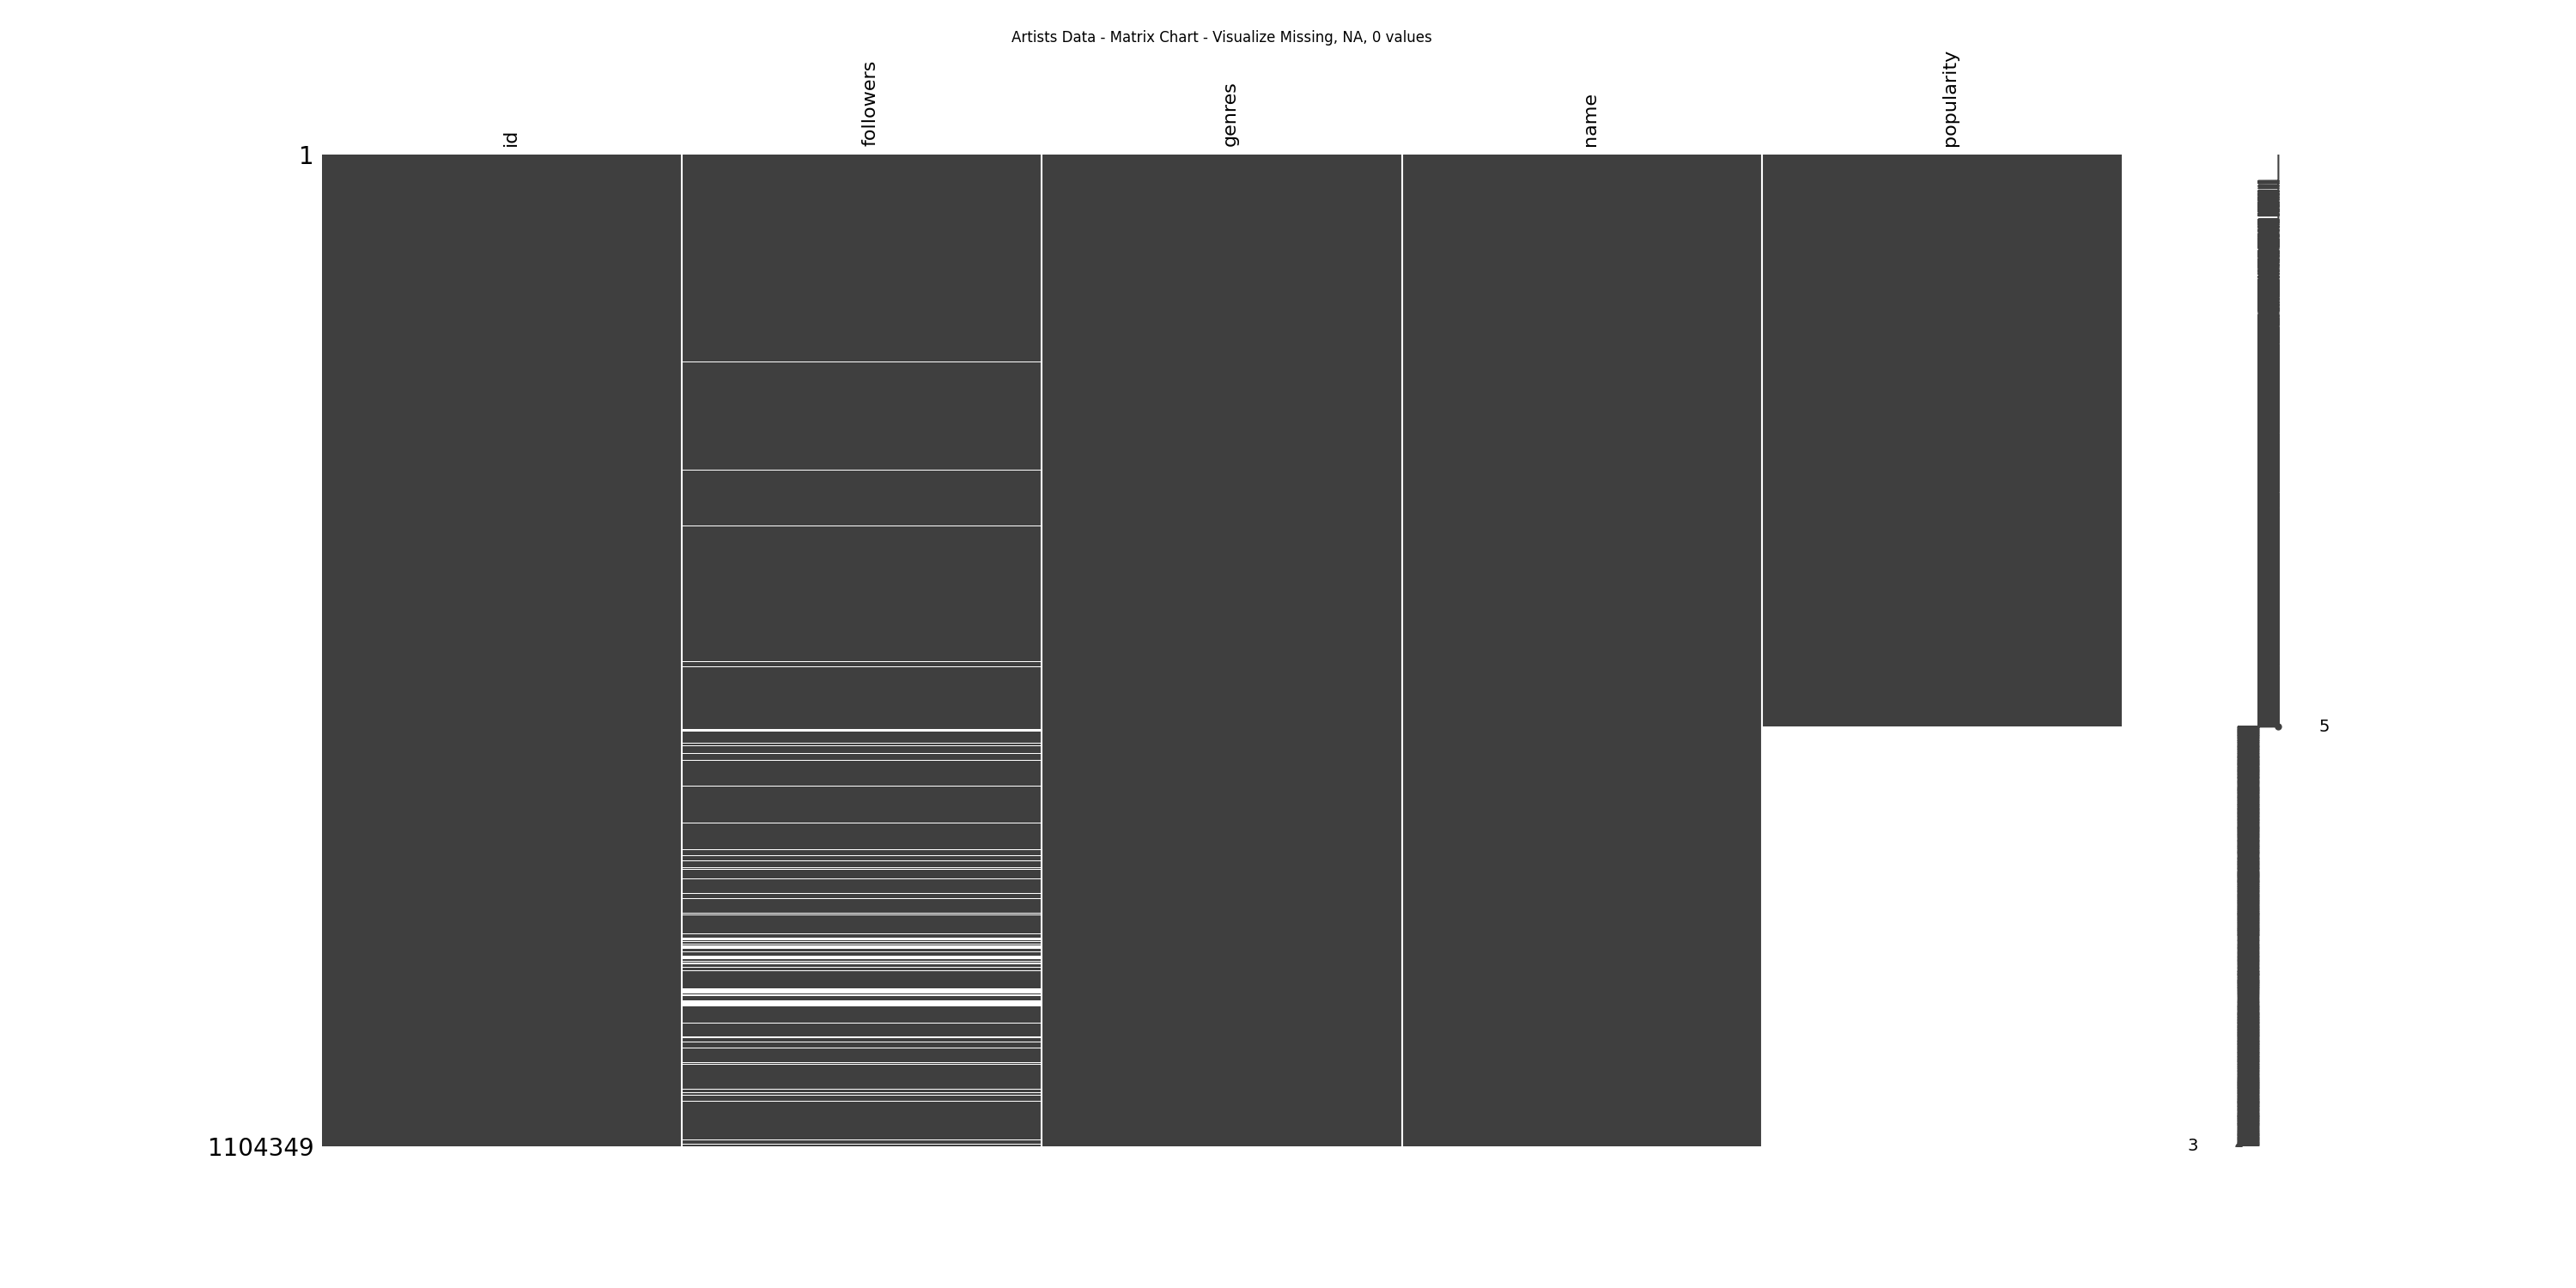 Artists Data - Matrix Chart - Visualize Missing, NA, 0 values
id
followers
genres
name
popularity
1
5
1104349
3